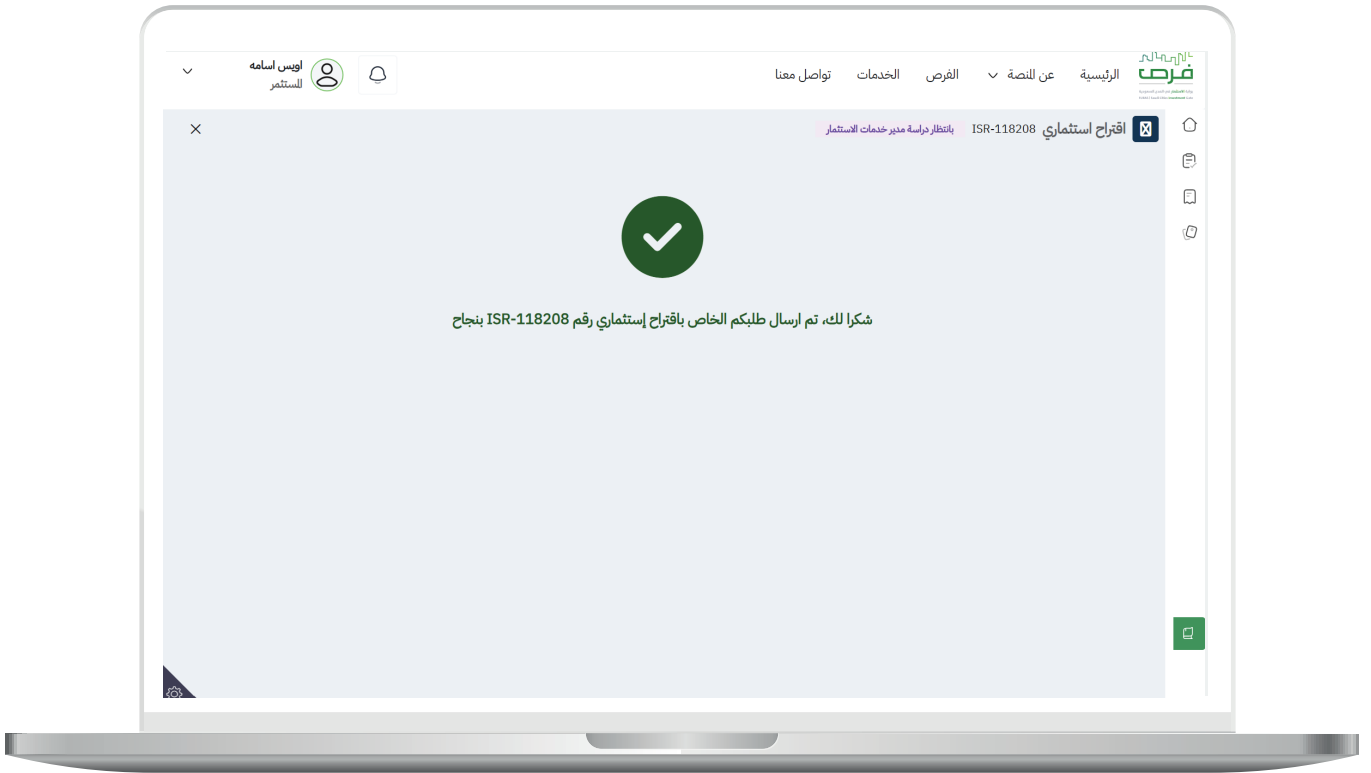 فرص
الرئيسية
عن المنصة
الفرص
الخدمات
تواصل معنا
اويس اسامه
المستثمر
اقتراح استثماري ISR-118208 بانتظار دراسة مدير خدمات الاستثمار
شكرا لك، تم ارسال طلبكم الخاص باقتراح إستثماري رقم ISR-118208 بنجاح